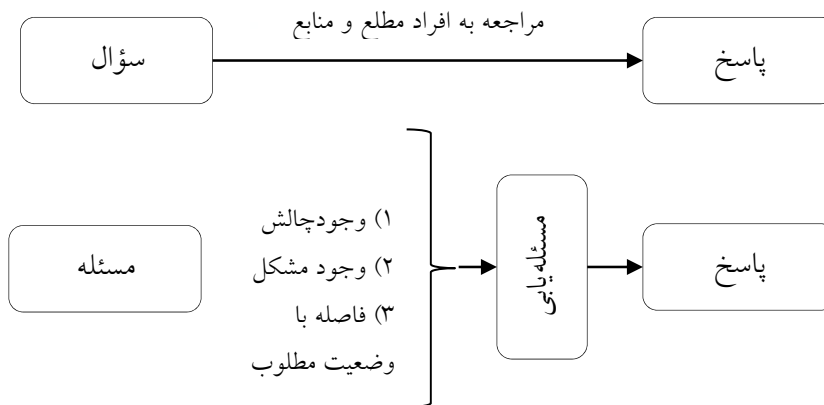 مراجعه به افراد مطلع و منابع
سؤال
پاسخ
مسئله
۱) وجودچالش
۲) وجود مشکل
۳) فاصله با
وضعیت مطلوب
مسئله‌یابی
پاسخ